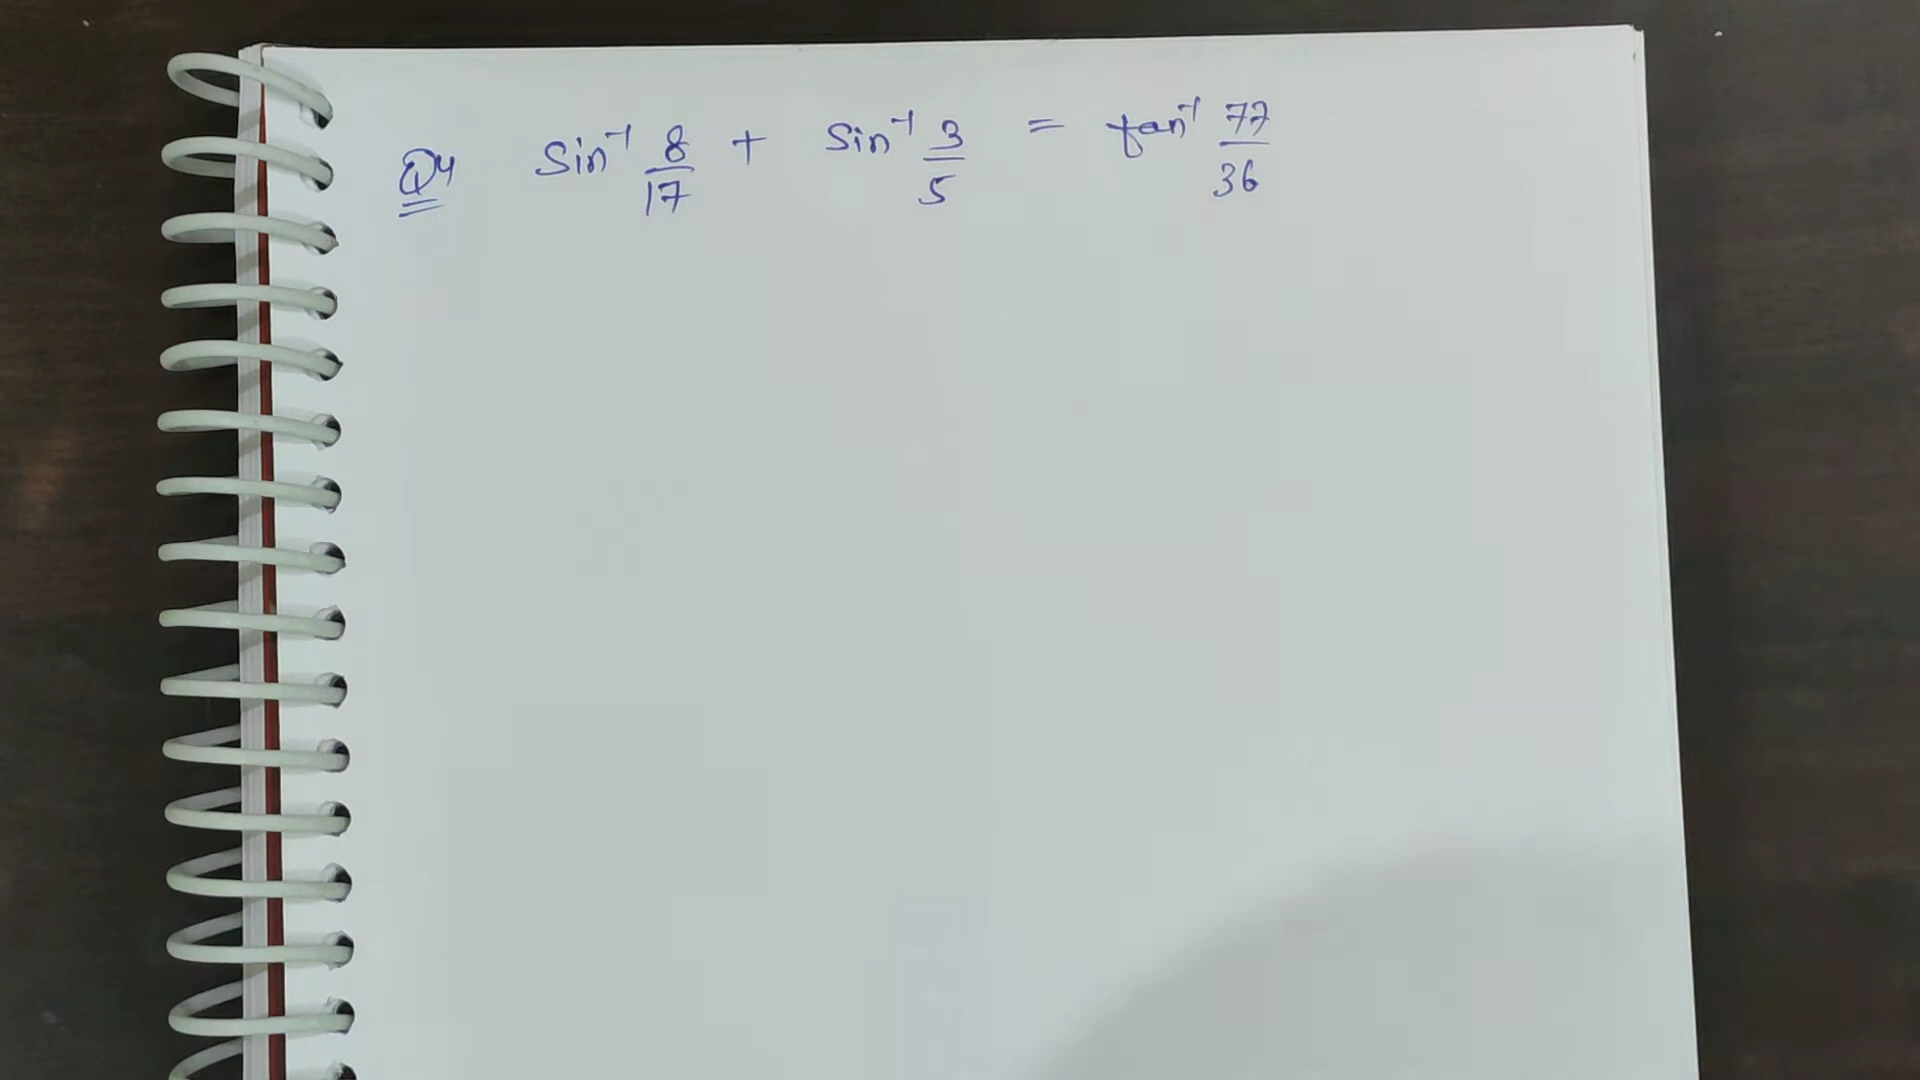 Q4 Sin⁻¹ 8/17 + Sin⁻¹ 3/5 = tan⁻¹ 77/36